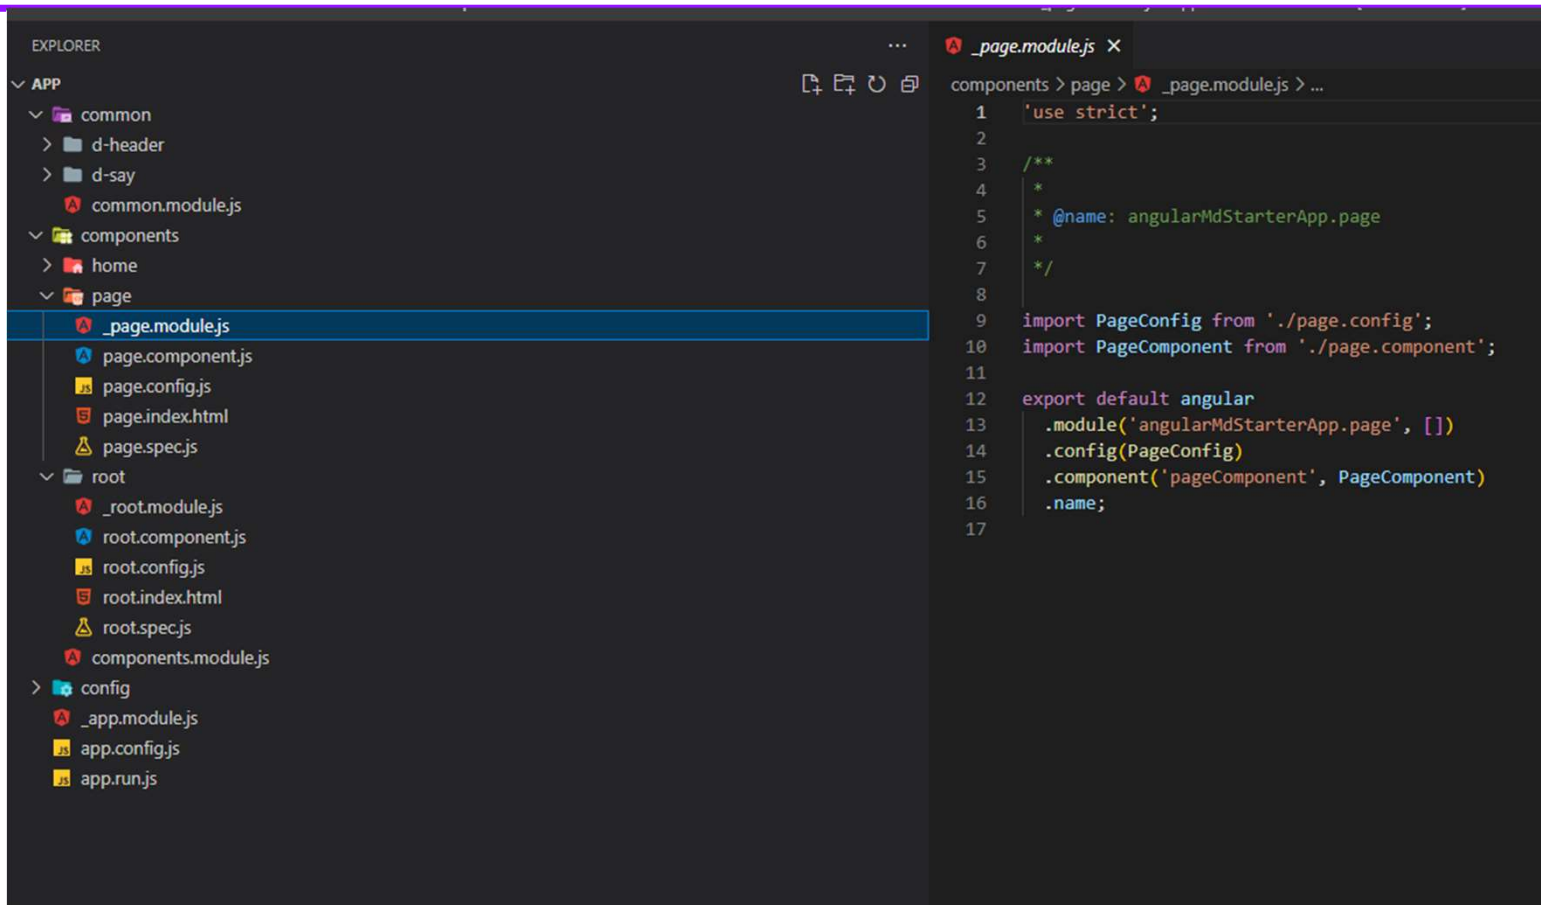 EXPLORER
APP
common
d-header
d-say
common.module.js
components
home
page
_page.module.js
page.component.js
page.config.js
page.index.html
page.spec.js
root
_root.module.js
root.component.js
root.config.js
root.index.html
root.spec.js
components.module.js
config
_app.module.js
app.config.js
app.run.js
_page.module.js
components > page > _page.module.js > ...
1 'use strict';
2
3 /**
4 *
5 * @name: angularMdStarterApp.page
6 *
7 */
8
9 import PageConfig from './page.config';
10 import PageComponent from './page.component';
11
12 export default angular
13 .module('angularMdStarterApp.page', [])
14 .config(PageConfig)
15 .component('pageComponent', PageComponent)
16 .name;
17